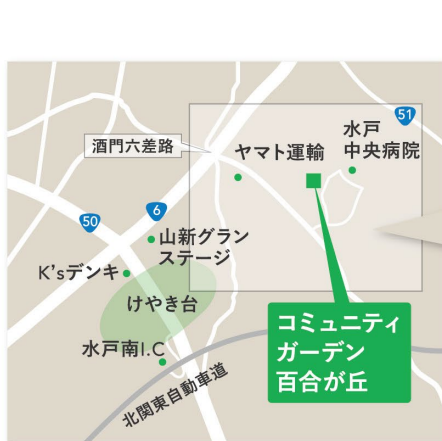 51
水戸
中央病院
酒門六差路
ヤマト運輸
6
50
山新グラン
ステージ
K'sデンキ
けやき台
コミュニティ
ガーデン
百合が丘
水戸南I.C
北関東自動車道